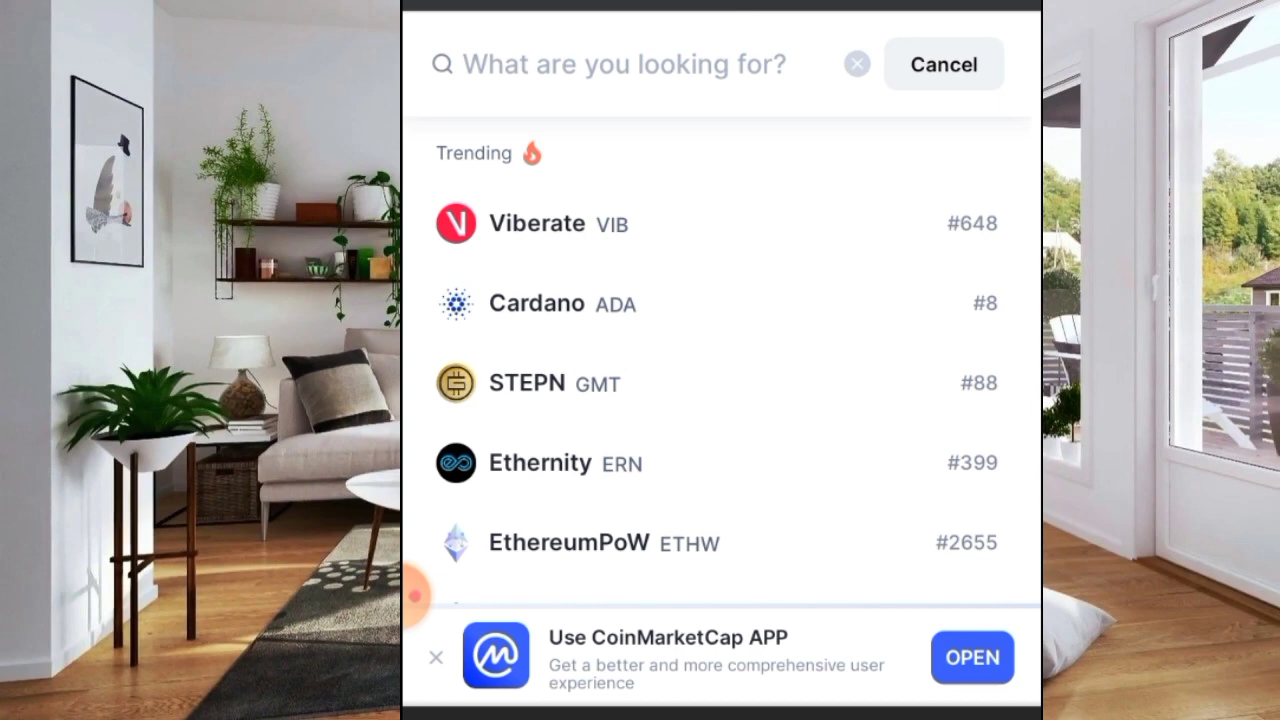 What are you looking for?
Cancel
Trending
Viberate VIB #648
Cardano ADA #8
STEPN GMT #88
Ethernity ERN #399
EthereumPoW ETHW #2655
Use CoinMarketCap APP
Get a better and more comprehensive user
experience
OPEN